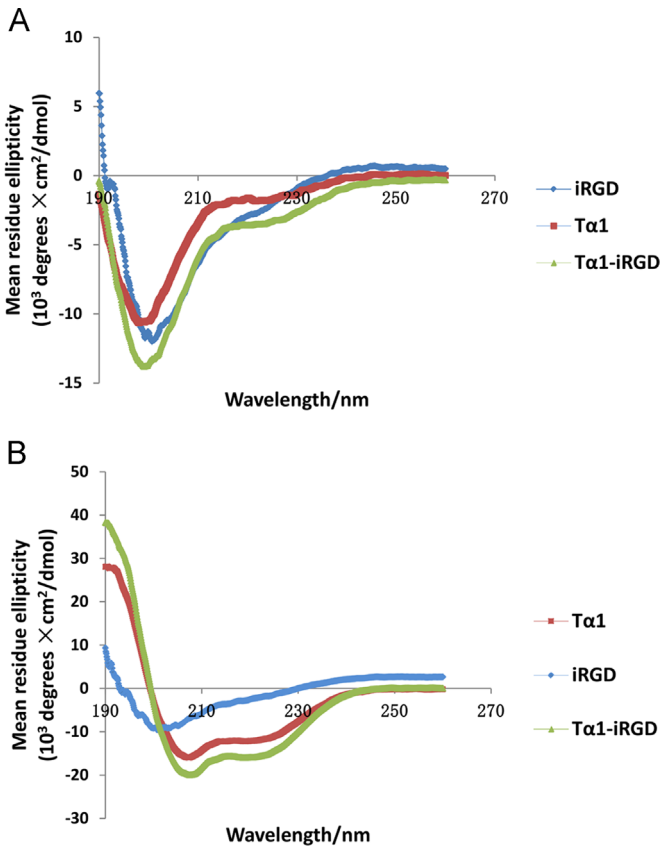 A
10
5
0
-5
-10
-15
190
210
230
250
270
Mean residue ellipticity
(10³ degrees ×cm²/dmol)
Wavelength/nm
iRGD
Tα1
Tα1-iRGD
B
50
40
30
20
10
0
-10
-20
-30
190
210
230
250
270
Mean residue ellipticity
(10³ degrees ×cm²/dmol)
Wavelength/nm
Tα1
iRGD
Tα1-iRGD